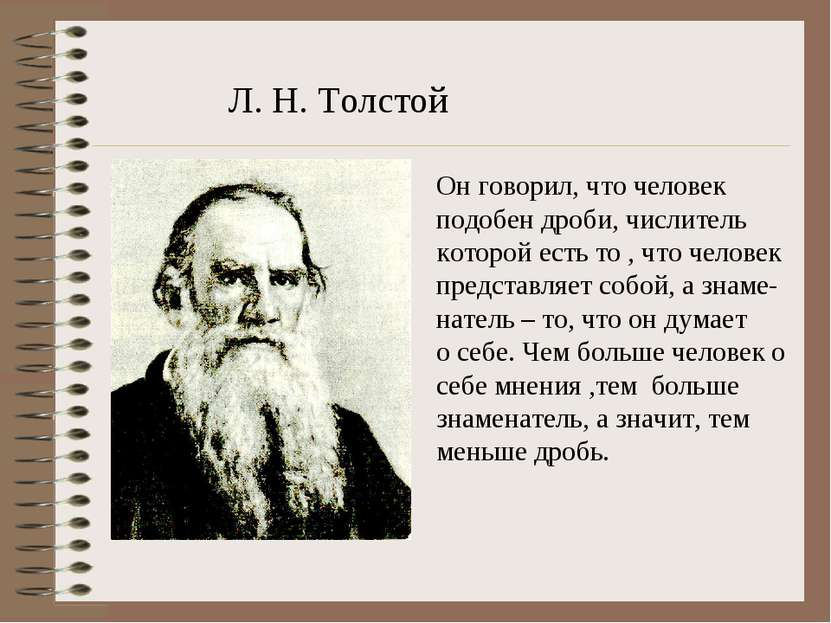 Л. Н. Толстой
Он говорил, что человек
подобен дроби, числитель
которой есть то , что человек
представляет собой, а знаме-
натель – то, что он думает
о себе. Чем больше человек о
себе мнения ,тем  больше
знаменатель, а значит, тем
меньше дробь.